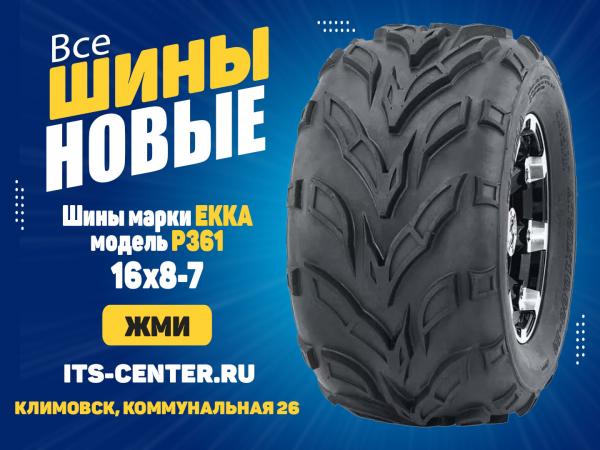 Все
ШИНЫ
НОВЫЕ
Шины марки EKKA
модель P361
16x8-7
ЖМИ
ITS-CENTER.RU
КЛИМОВСК, КОММУНАЛЬНАЯ 26